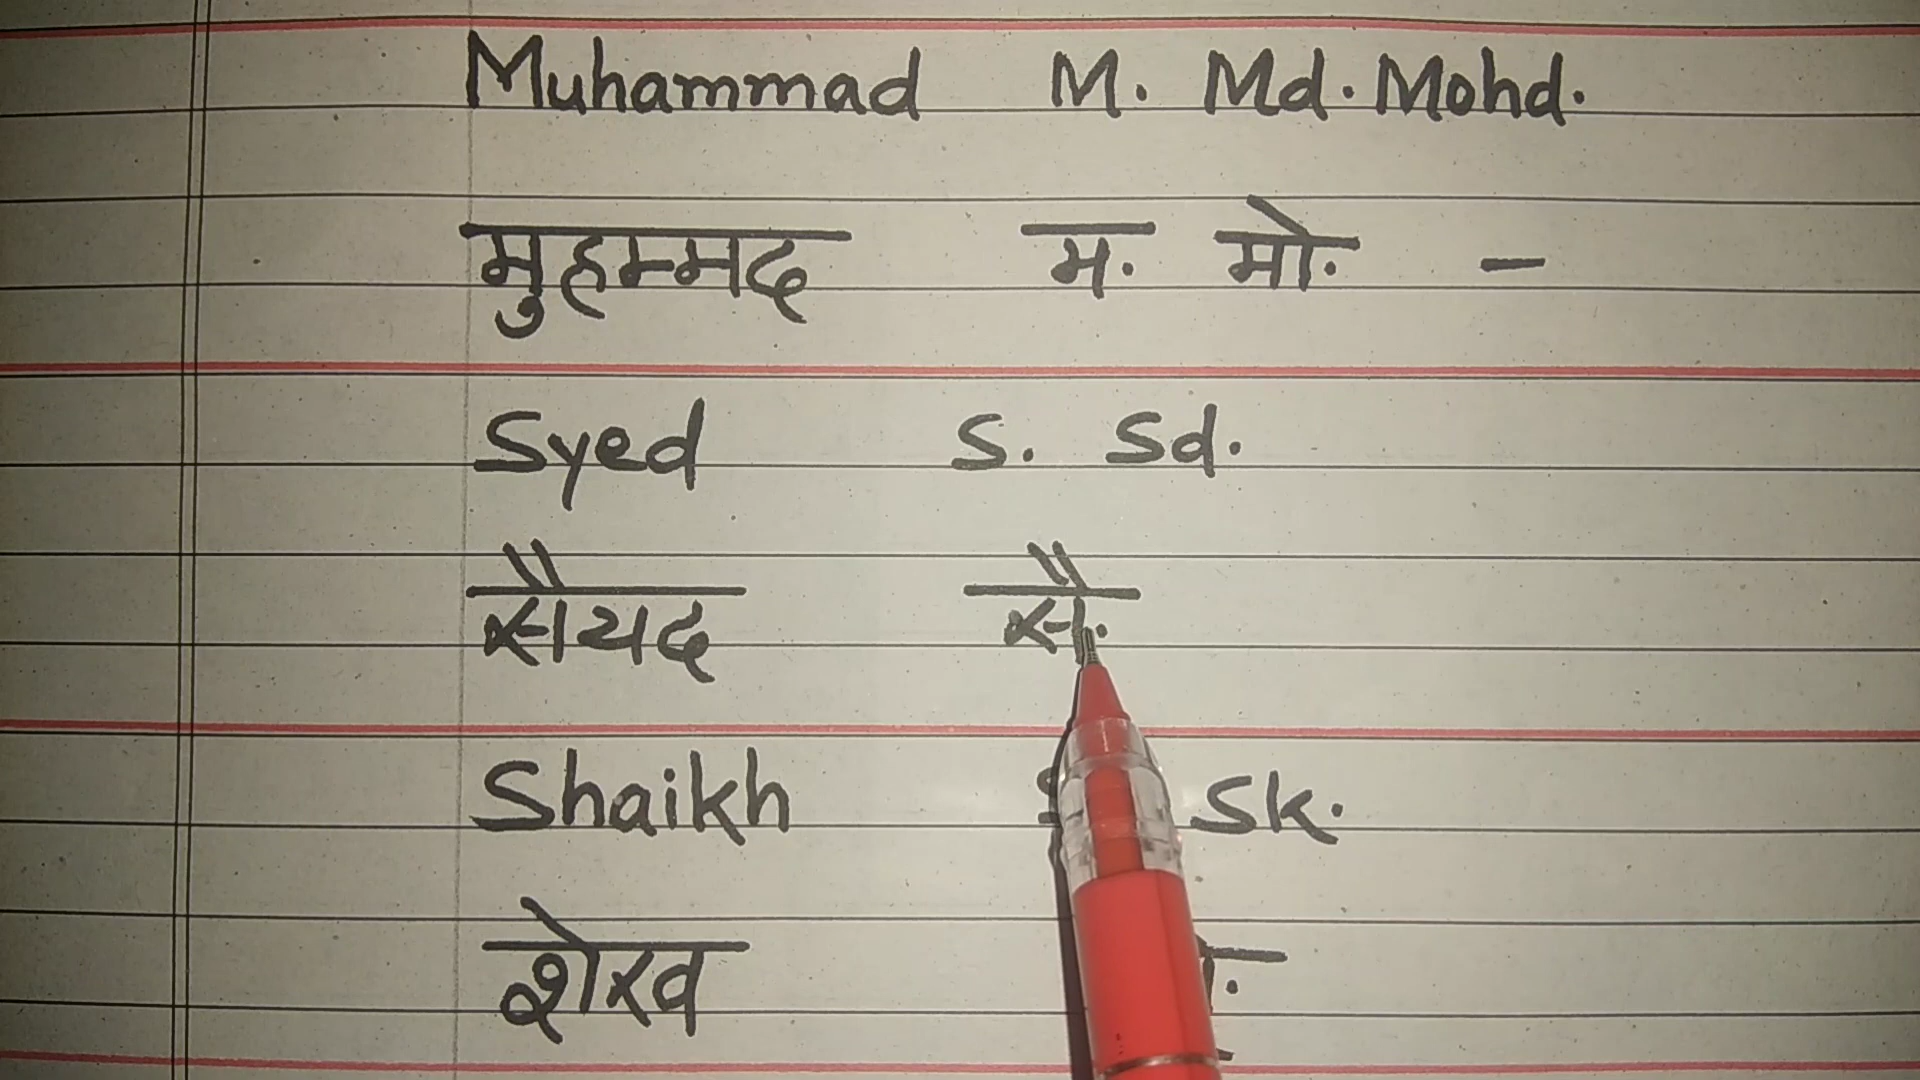 Muhammad M. Md. Mohd.
मुहम्मद म. मो. –
Syed S. Sd.
सैयद सै.
Shaikh Sk.
शेख